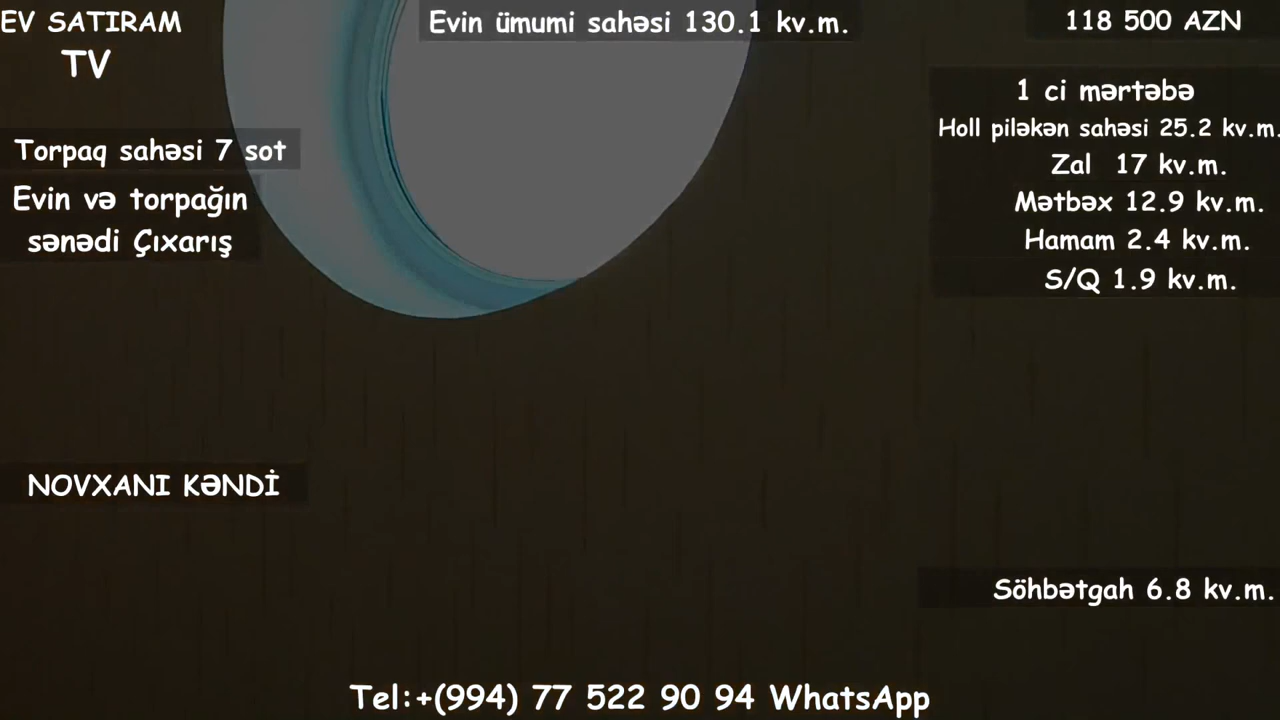 EV SATIRAM
TV
Evin ümumi sahəsi 130.1 kv.m.
118 500 AZN
Torpaq sahəsi 7 sot
Evin və torpağın
sənədi Çıxarış
1 ci mərtəbə
Holl piləkən sahəsi 25.2 kv.m.
Zal 17 kv.m.
Mətbəx 12.9 kv.m.
Hamam 2.4 kv.m.
S/Q 1.9 kv.m.
NOVXANI KƏNDİ
Söhbətgah 6.8 kv.m.
Tel:+(994) 77 522 90 94 WhatsApp